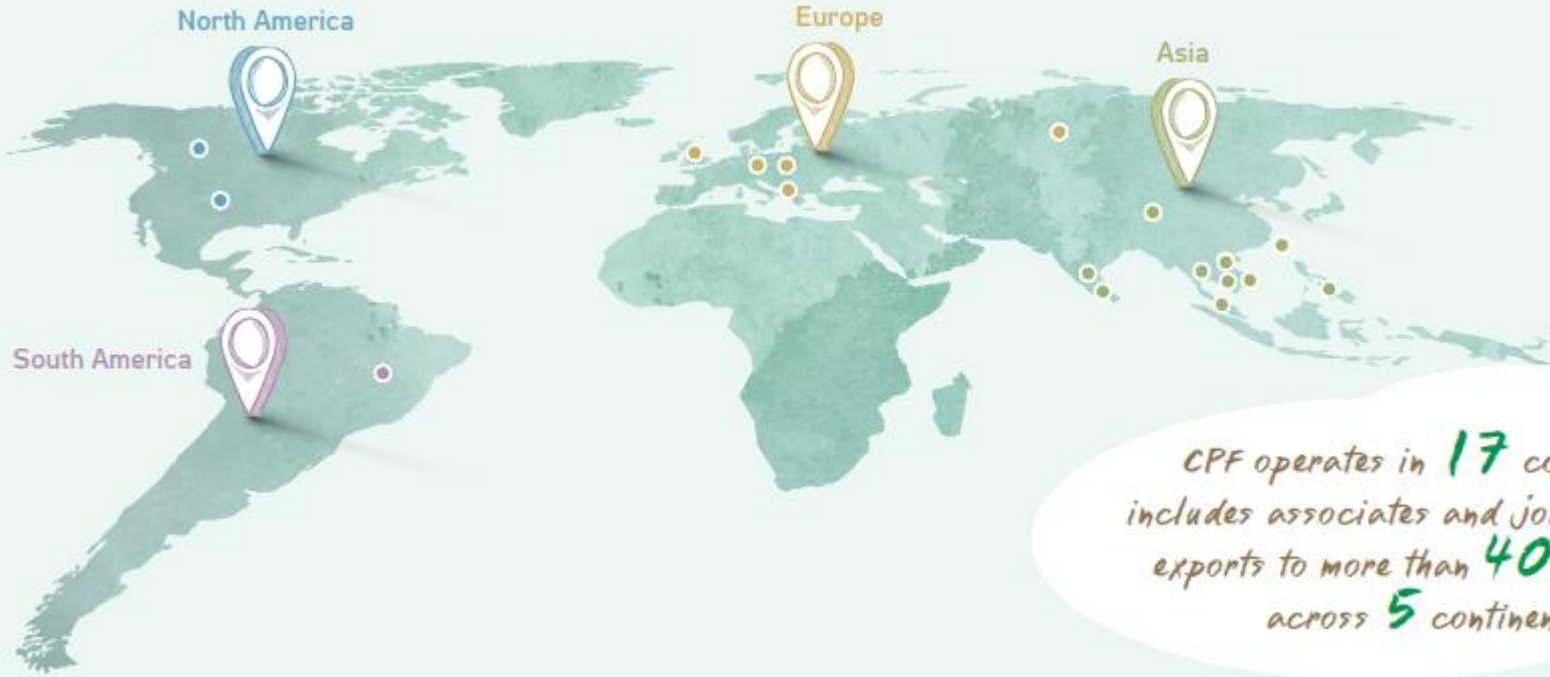 North America
Europe
Asia
South America
CPF operates in 17
includes associates and
exports to more than 40
across 5